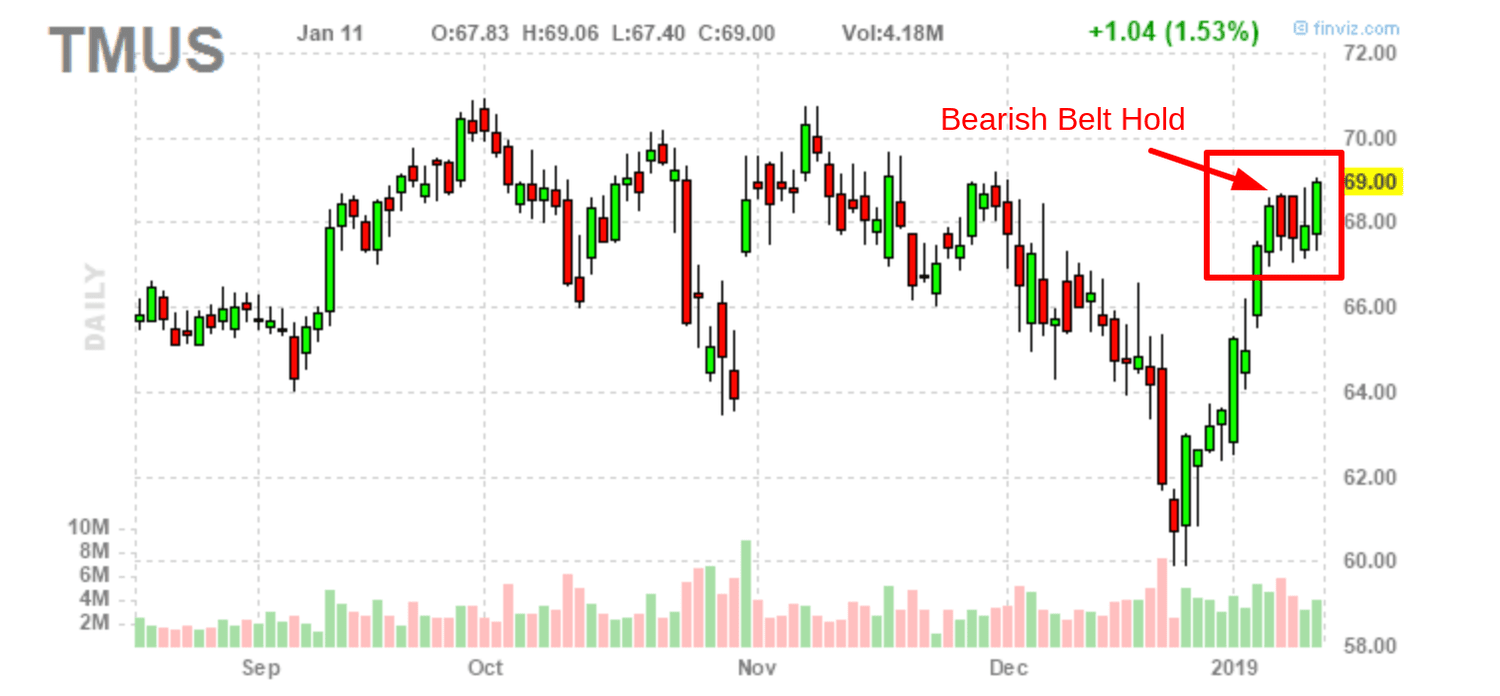 TMUS Jan 11 O:67.83 H:69.06 L:67.40 C:69.00 Vol:4.18M +1.04 (1.53%) © finviz.com
72.00
Bearish Belt Hold
70.00
69.00
68.00
DAILY
66.00
64.00
62.00
10M
8M
60.00
6M
4M
2M
58.00
Sep Oct Nov Dec 2019